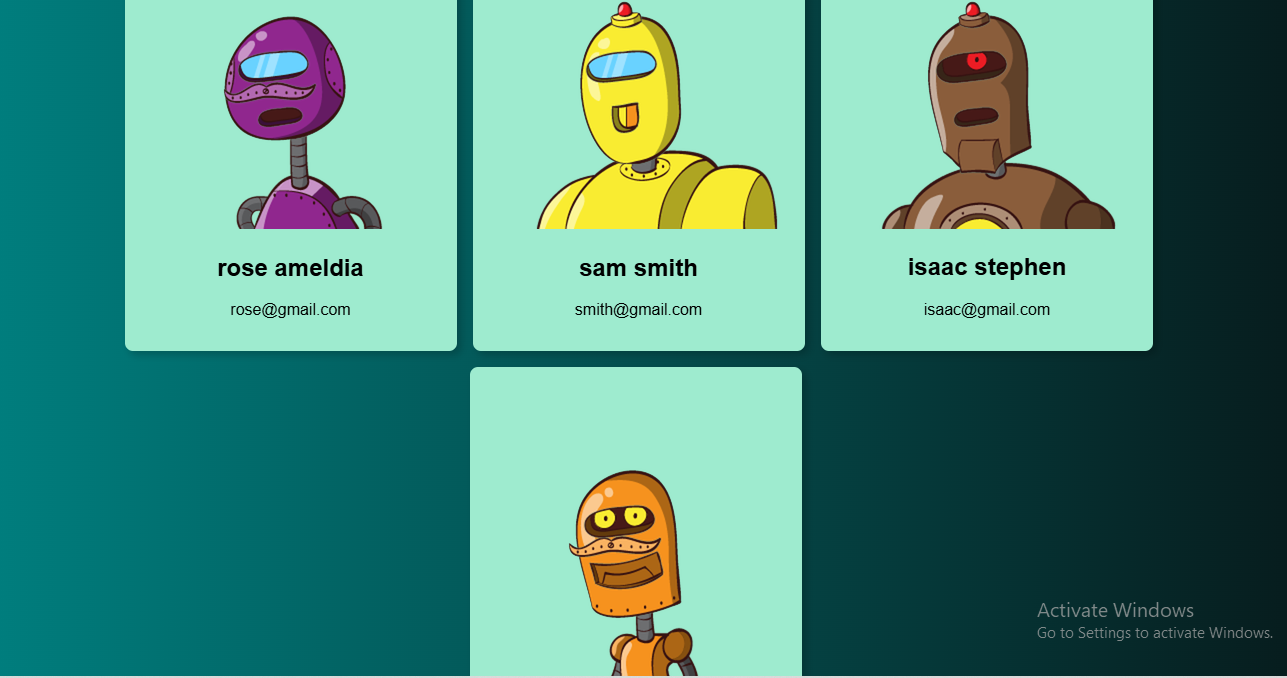 rose ameldia
sam smith
isaac stephen
rose@gmail.com
smith@gmail.com
isaac@gmail.com
Activate Windows
Go to Settings to activate Windows.